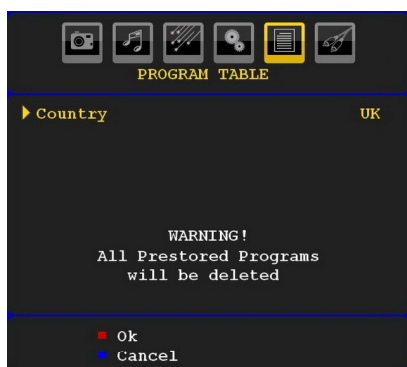 PROGRAM TABLE
Country UK
WARNING!
All Prestored Programs
will be deleted
Ok
Cancel